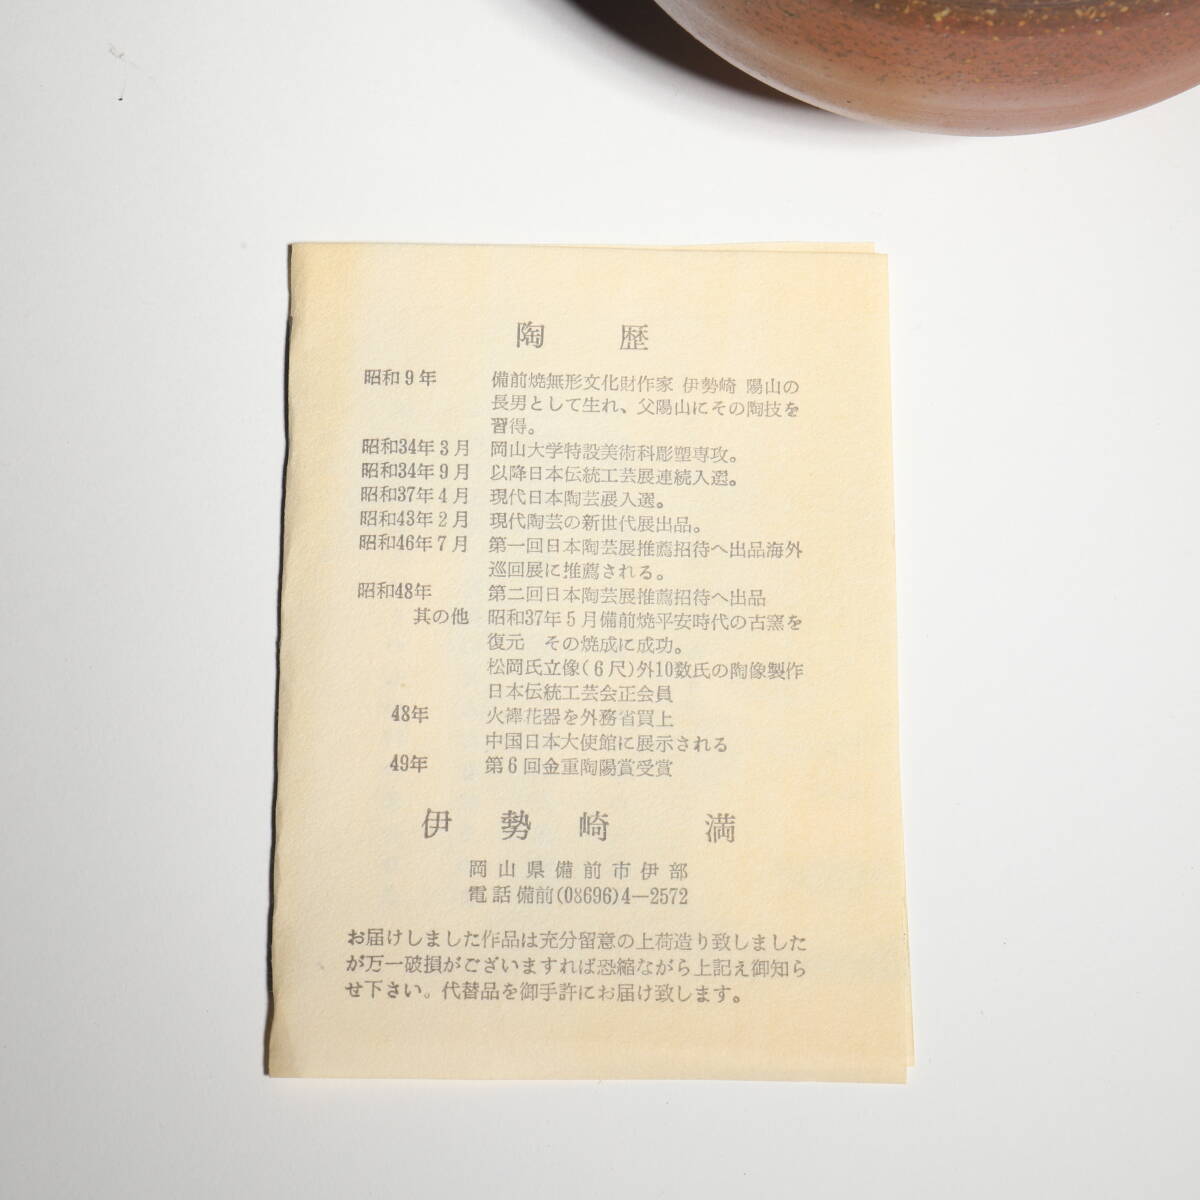 陶歴
昭和9年 備前焼無形文化財作家 伊勢崎 陽山の
長男として生れ、父陽山にその陶技を
習得。
昭和34年3月 岡山大学特設美術科彫塑専攻。
昭和34年9月 以降日本伝統工芸展連続入選。
昭和37年4月 現代日本陶芸展入選。
昭和43年2月 現代陶芸の新世代展出品。
昭和46年7月 第一回日本陶芸展推薦招待へ出品海外
巡回展に推薦される。
昭和48年 第二回日本陶芸展推薦招待へ出品
其の他 昭和37年5月備前焼平安時代の古窯を
復元 その焼成に成功。
松岡氏立像(6尺)外10数氏の陶像製作
日本伝統工芸会正会員
48年 火襷花器を外務省買上
中国日本大使館に展示される
49年 第6回金重陶陽賞受賞
伊勢崎 満
岡山県備前市伊部
電話備前(08696)4―2572
お届けしました作品は充分留意の上荷造り致しました
が万一破損がございますれば恐縮ながら上記え御知ら
せ下さい。代替品を御手許にお届け致します。